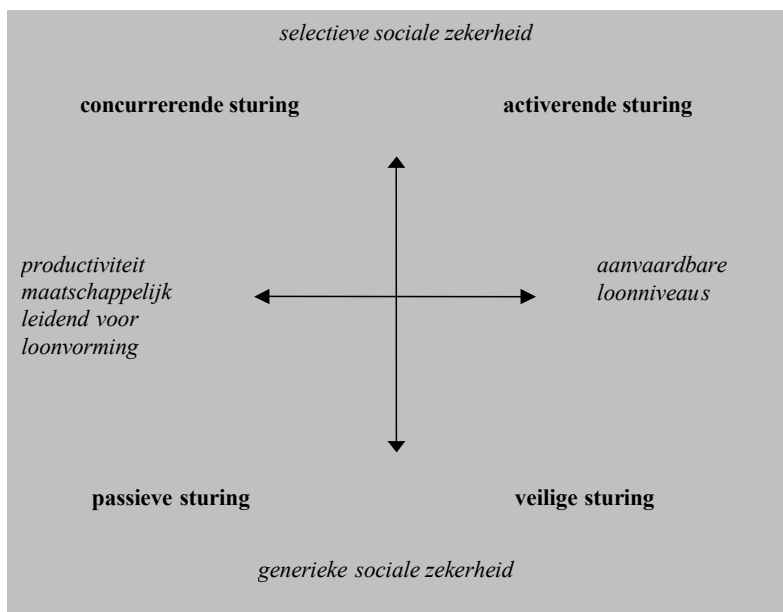 selectieve sociale zekerheid
concurrerende sturing
activerende sturing
productiviteit
maatschappelijk
leidend voor
loonvorming
aanvaardbare
loonniveaus
passieve sturing
veilige sturing
generieke sociale zekerheid